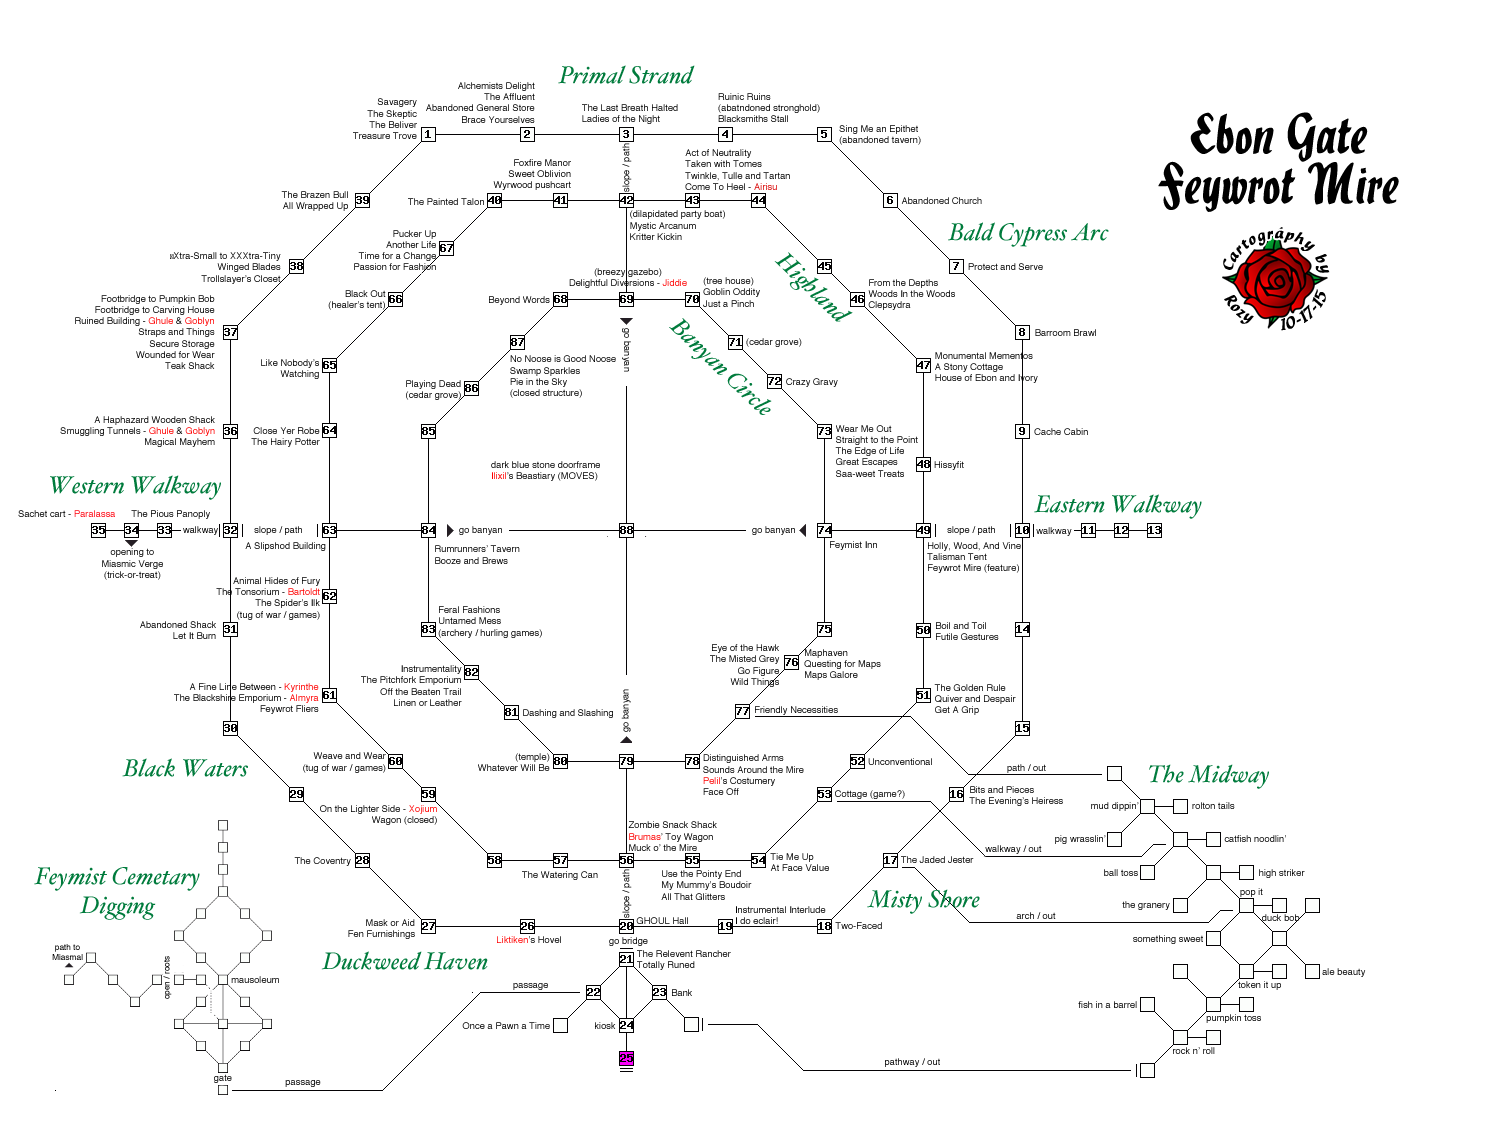 Primal Strand
Ebon Gate
Feywrot Mire
Cartography by
Rozy 10-17-15
Savagery
The Skeptic
The Beliver
Treasure Trove
1
Alchemists Delight
The Affluent
Abandoned General Store
Brace Yourselves
2
The Last Breath Halted
Ladies of the Night
3
slope / path
Ruinic Ruins
(abatndoned stronghold)
Blacksmiths Stall
4
5
Sing Me an Epithet
(abandoned tavern)
The Brazen Bull
All Wrapped Up
39
The Painted Talon
40
Foxfire Manor
Sweet Oblivion
Wyrwood pushcart
41
42
(dilapidated party boat)
Mystic Arcanum
Kritter Kickin
Act of Neutrality
Taken with Tomes
Twinkle, Tulle and Tartan
Come To Heel - Airisu
43
44
6
Abandoned Church
Bald Cypress Arc
Pucker Up
Another Life
Time for a Change
Passion for Fashion
67
XXtra-Small to XXXtra-Tiny
Winged Blades
Trollslayer's Closet
38
Highland
45
7
Protect and Serve
Black Out
(healer's tent)
66
Beyond Words
68
(breezy gazebo)
Delightful Diversions - Jiddie
69
go banyan
70
(tree house)
Goblin Oddity
Just a Pinch
46
From the Depths
Woods In the Woods
Clepsydra
Footbridge to Pumpkin Bob
Footbridge to Carving House
Ruined Building - Ghule & Goblyn
Straps and Things
Secure Storage
Wounded for Wear
Teak Shack
37
8
Barroom Brawl
Banyan Circle
87
No Noose is Good Noose
Swamp Sparkles
Pie in the Sky
(closed structure)
71
(cedar grove)
Like Nobody's
Watching
65
47
Monumental Mementos
A Stony Cottage
House of Ebon and Ivory
Playing Dead
(cedar grove)
86
72
Crazy Gravy
A Haphazard Wooden Shack
Smuggling Tunnels - Ghule & Goblyn
Magical Mayhem
36
Close Yer Robe
The Hairy Potter
64
85
73
Wear Me Out
Straight to the Point
The Edge of Life
Great Escapes
Saa-weet Treats
9
Cache Cabin
dark blue stone doorframe
Ilixil's Beastiary (MOVES)
48
Hissyfit
Western Walkway
Eastern Walkway
Sachet cart - Paralassa
35
34
The Pious Panoply
33
walkway
32
slope / path
63
A Slipshod Building
84
go banyan
88
go banyan
74
49
slope / path
10
walkway
11
12
13
opening to
Miasmic Verge
(trick-or-treat)
Rumrunners' Tavern
Booze and Brews
Feymist Inn
Holly, Wood, And Vine
Talisman Tent
Feywrot Mire (feature)
Animal Hides of Fury
The Tonsorium - Bartoldt
The Spider's Ilk
(tug of war / games)
62
Abandoned Shack
Let It Burn
31
83
Feral Fashions
Untamed Mess
(archery / hurling games)
75
50
Boil and Toil
Futile Gestures
14
Eye of the Hawk
The Misted Grey
Go Figure
Wild Things
76
Maphaven
Questing for Maps
Maps Galore
Instrumentality
The Pitchfork Emporium
Off the Beaten Trail
Linen or Leather
82
A Fine Line Between - Kyrinthe
The Blackshire Emporium - Almyra
Feywrot Fliers
61
51
The Golden Rule
Quiver and Despair
Get A Grip
81
Dashing and Slashing
go banyan
77
Friendly Necessities
30
15
Black Waters
Weave and Wear
(tug of war / games)
60
(temple)
Whatever Will Be
80
79
78
Distinguished Arms
Sounds Around the Mire
Pelil's Costumery
Face Off
52
Unconventional
path / out
The Midway
29
59
On the Lighter Side - Xojium
Wagon (closed)
53
Cottage (game?)
16
Bits and Pieces
The Evening's Heiress
mud dippin'
rolton tails
Zombie Snack Shack
Brumas' Toy Wagon
Muck o' the Mire
pig wrasslin'
catfish noodlin'
walkway / out
The Coventry
28
58
57
The Watering Can
56
55
Use the Pointy End
My Mummy's Boudoir
All That Glitters
54
Tie Me Up
At Face Value
17
The Jaded Jester
ball toss
high striker
Feymist Cemetary
Digging
slope / path
Misty Shore
arch / out
the granery
pop it
duck bob
Mask or Aid
Fen Furnishings
27
26
Liktiken's Hovel
20
GHOUL Hall
go bridge
19
Instrumental Interlude
I do eclair!
18
Two-Faced
something sweet
path to
Miasmal
open / roots
mausoleum
Duckweed Haven
21
The Relevent Rancher
Totally Runed
ale beauty
token it up
passage
22
23
Bank
Once a Pawn a Time
kiosk
24
fish in a barrel
pumpkin toss
rock n' roll
25
pathway / out
gate
passage